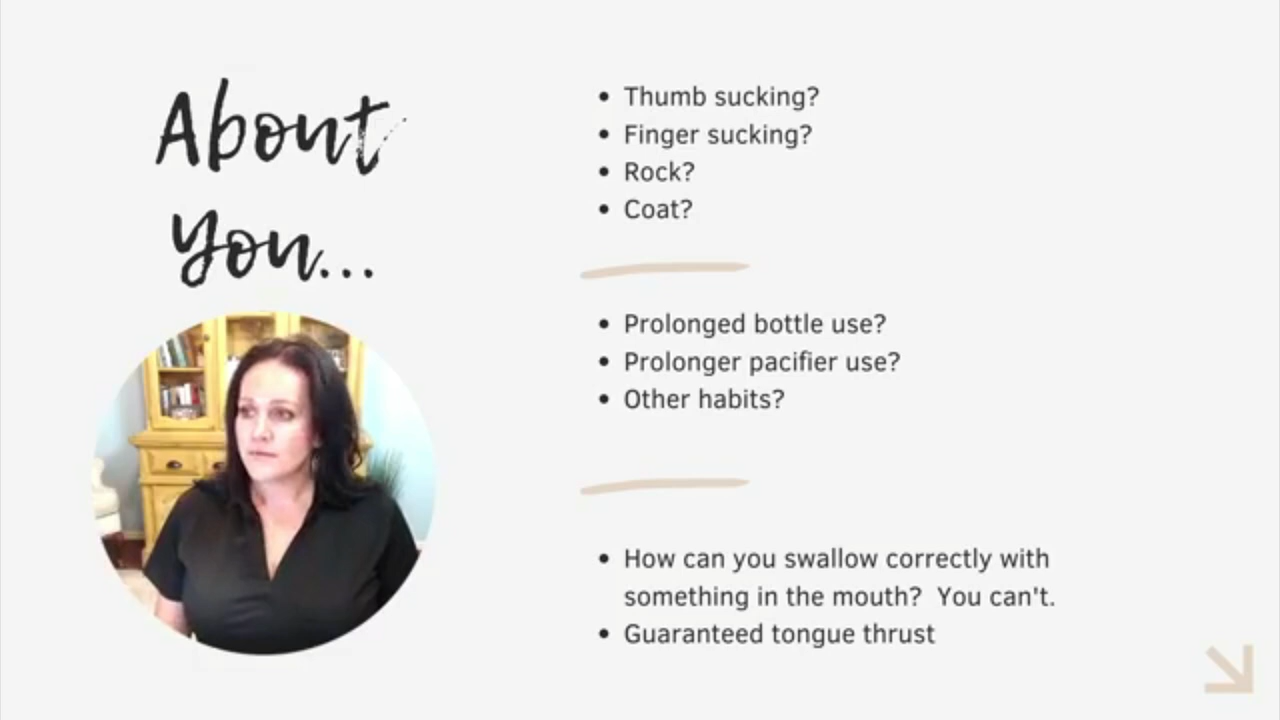 About
You...
• Thumb sucking?
• Finger sucking?
• Rock?
• Coat?
• Prolonged bottle use?
• Prolonger pacifier use?
• Other habits?
• How can you swallow correctly with
something in the mouth?  You can't.
• Guaranteed tongue thrust